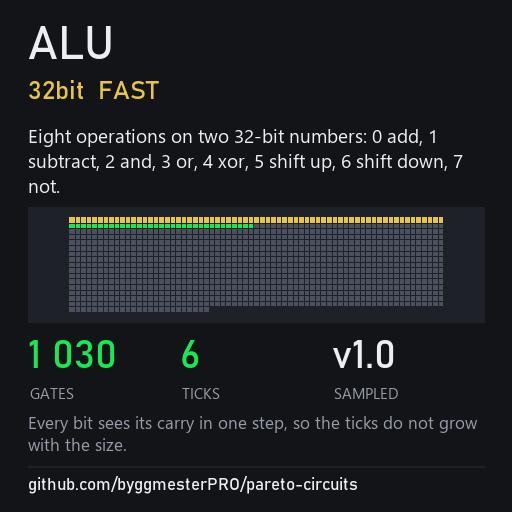 ALU
32bit FAST
Eight operations on two 32-bit numbers: 0 add, 1
subtract, 2 and, 3 or, 4 xor, 5 shift up, 6 shift down, 7
not.
1 030 6 v1.0
GATES TICKS SAMPLED
Every bit sees its carry in one step, so the ticks do not grow
with the size.
github.com/byggmesterPRO/pareto-circuits